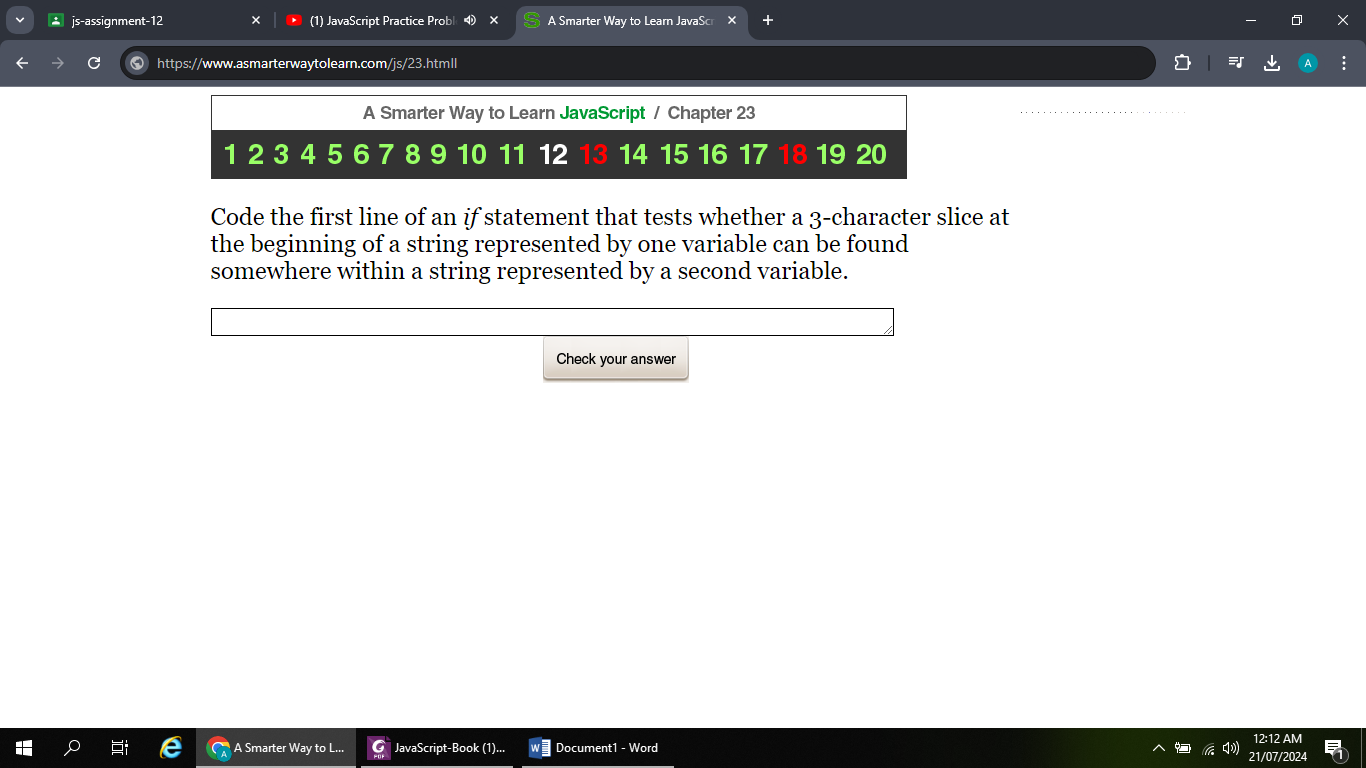 js-assignment-12
(1) JavaScript Practice Probl
A Smarter Way to Learn JavaSc
https://www.asmarterwaytolearn.com/js/23.htmll
A
A Smarter Way to Learn JavaScript / Chapter 23
1 2 3 4 5 6 7 8 9 10 11 12 13 14 15 16 17 18 19 20
Code the first line of an if statement that tests whether a 3-character slice at
the beginning of a string represented by one variable can be found
somewhere within a string represented by a second variable.
Check your answer
A Smarter Way to L...
JavaScript-Book (1)...
Document1 - Word
12:12 AM
21/07/2024
1